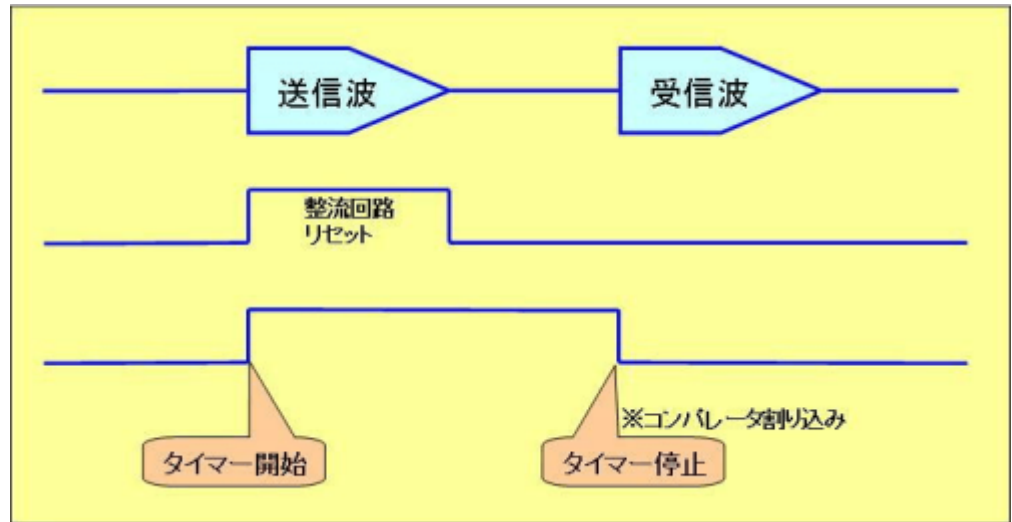 送信波
受信波
整流回路
リセット
※コンパレータ割り込み
タイマー開始
タイマー停止